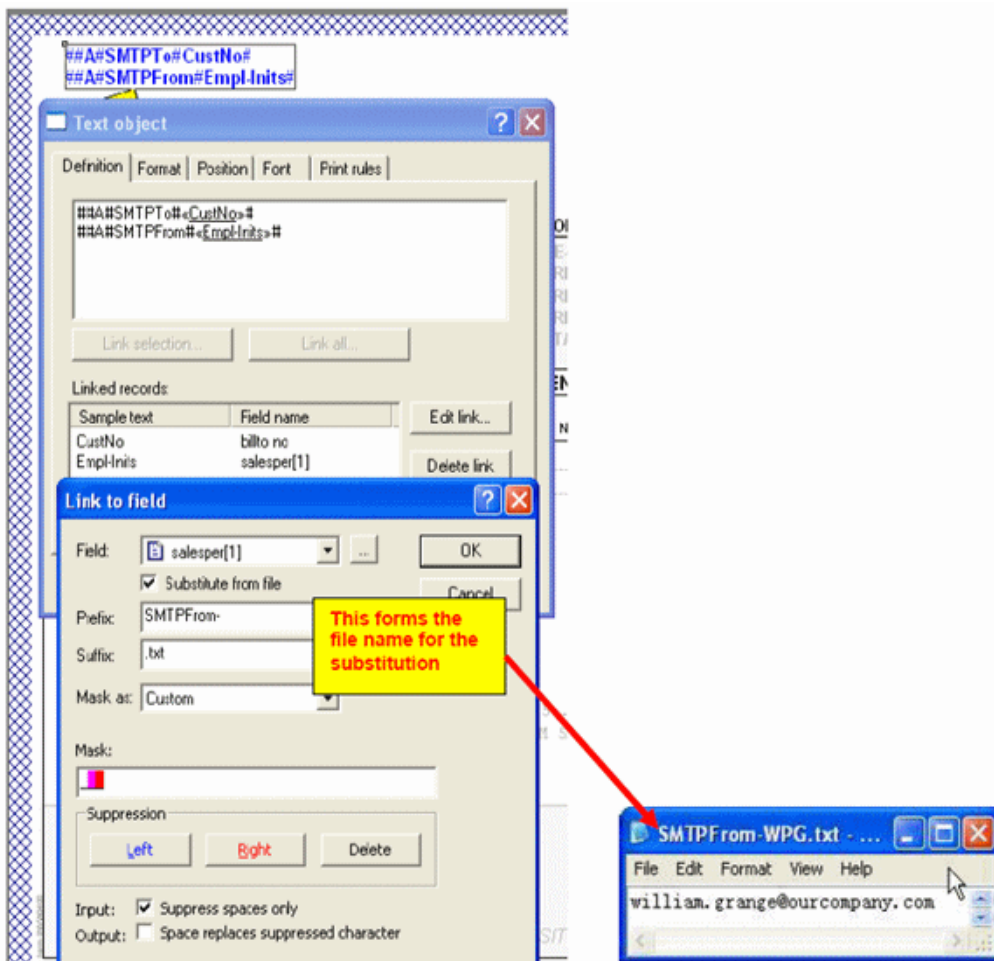 ##A#SMTPTo#CustNo#
##A#SMTPFrom#Empl-Inits#
Text object
Definition Format Position Font Print rules
##A#SMTPTo#«CustNo»#
##A#SMTPFrom#«Empl-Inits»#
Link selection... Link all...
Linked records:
Sample text Field name
Edit link...
CustNo billto no
Empl-Inits salesper[1]
Delete link
Link to field
Field: salesper[1] ... OK
Substitute from file
Cancel
Prefix: SMTPFrom-
Suffix: .txt
This forms the
file name for the
substitution
Mask as: Custom
Mask:
Suppression
Left Right Delete
Input: Suppress spaces only
Output: Space replaces suppressed character
SMTPFrom-WPG.txt - ...
File Edit Format View Help
william.grange@ourcompany.com